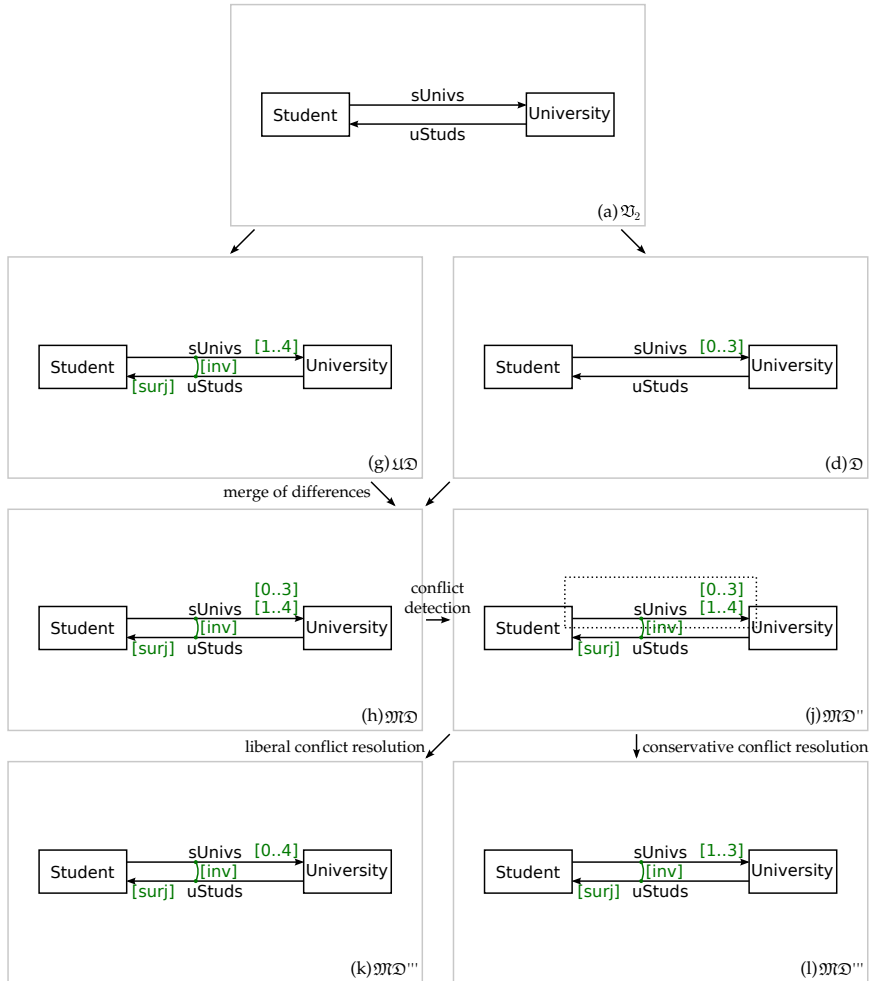 sUnivs
Student
University
uStuds
(a) 𝔙₂
sUnivs [1..4]
Student
[inv]
University
[surj] uStuds
(g) 𝔘𝔇
sUnivs [0..3]
Student
University
uStuds
(d) 𝔇
merge of differences
[0..3]
sUnivs [1..4]
Student
[inv]
University
[surj] uStuds
(h) 𝔐𝔇
conflict
detection
[0..3]
sUnivs [1..4]
Student
[inv]
University
[surj] uStuds
(j) 𝔐𝔇''
liberal conflict resolution
conservative conflict resolution
sUnivs [0..4]
Student
[inv]
University
[surj] uStuds
(k) 𝔐𝔇'''
sUnivs [1..3]
Student
[inv]
University
[surj] uStuds
(l) 𝔐𝔇'''